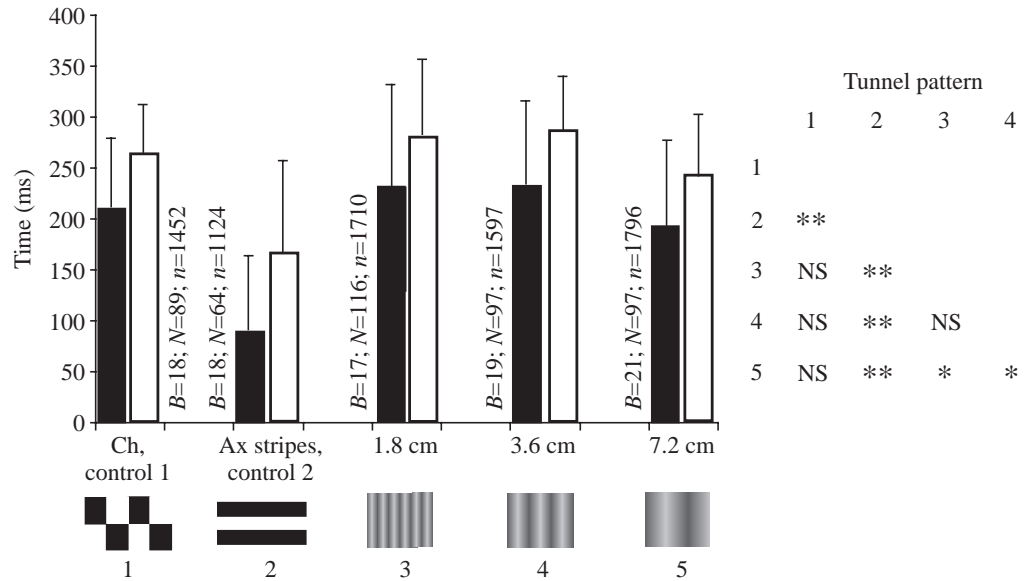 400
350
300
250
200
150
100
50
0
Time (ms)
B=18; N=89; n=1452
B=18; N=64; n=1124
B=17; N=116; n=1710
B=19; N=97; n=1597
B=21; N=97; n=1796
Ch, control 1
Ax stripes, control 2
1.8 cm
3.6 cm
7.2 cm
1 2 3 4 5
Tunnel pattern
1 2 3 4
1
2 **
3 NS **
4 NS ** NS
5 NS ** * *